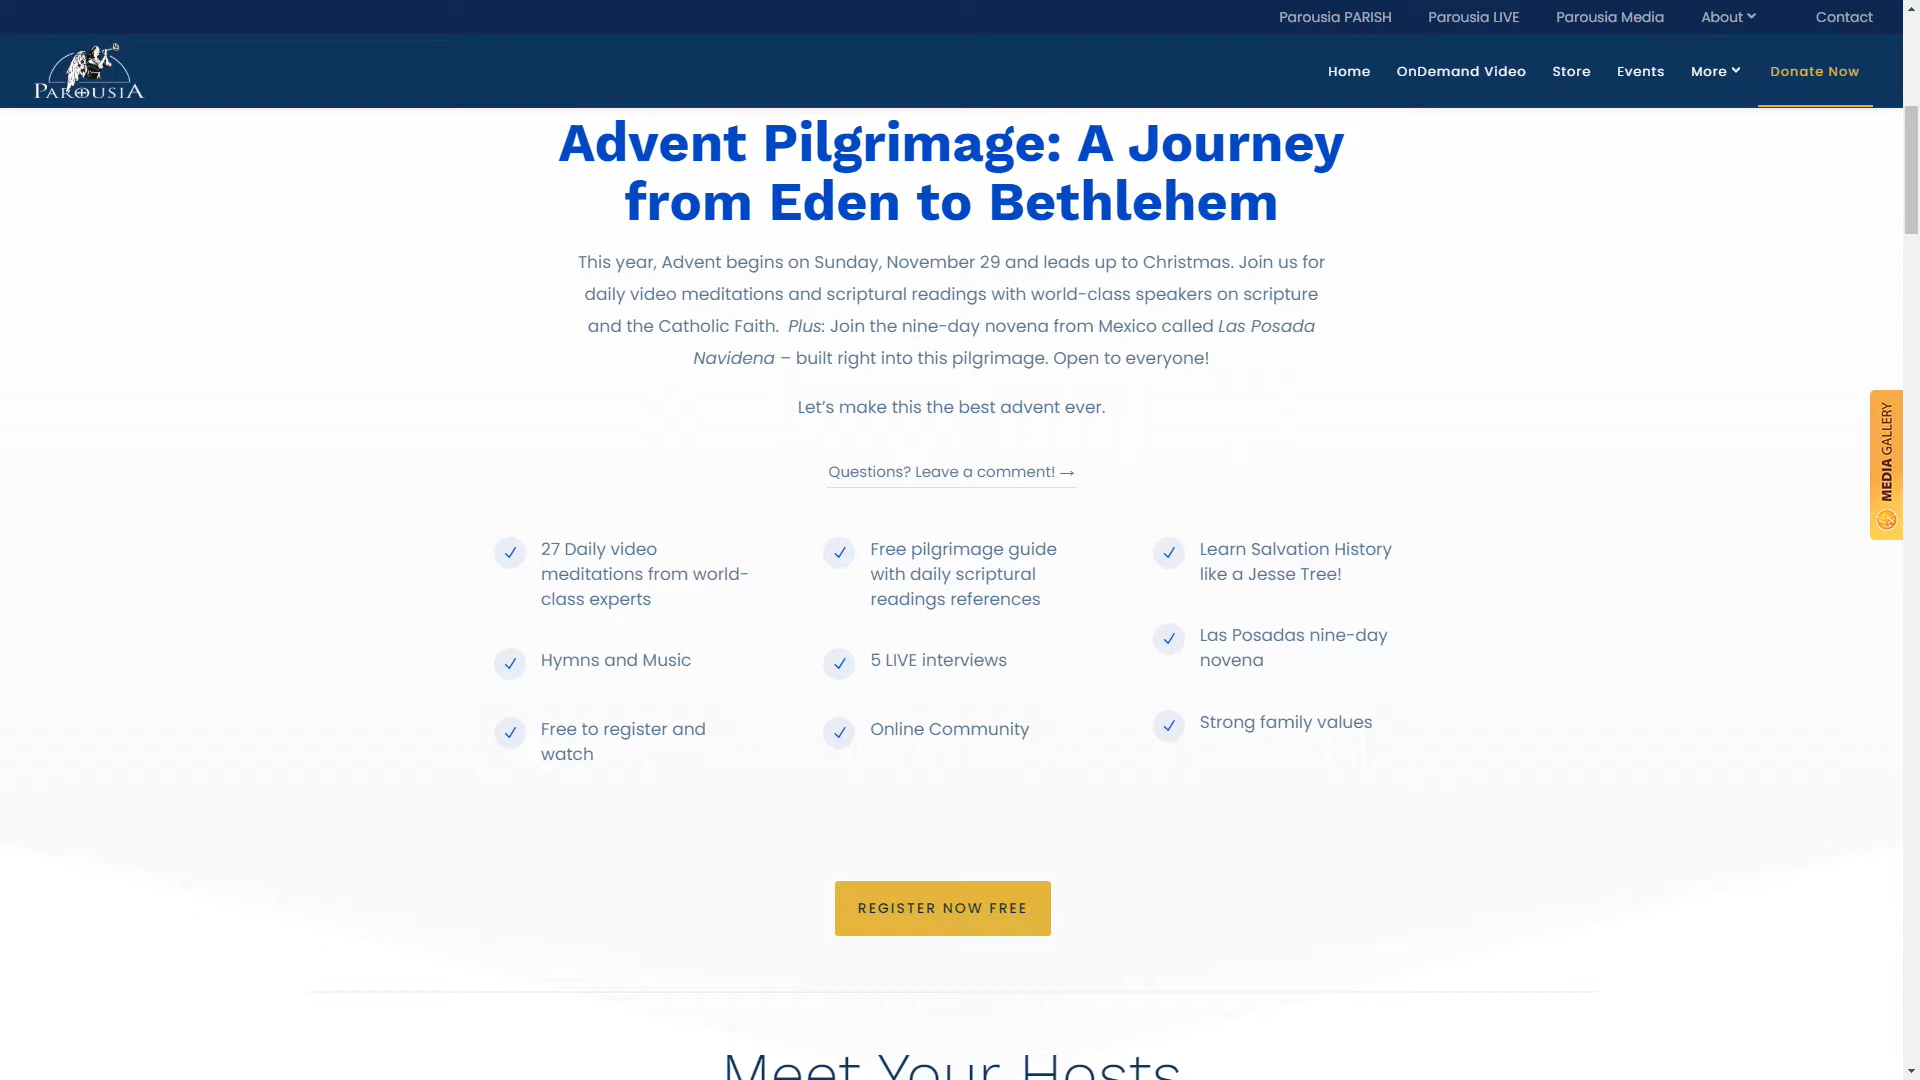 Parousia PARISH Parousia LIVE Parousia Media About Contact
PAROUSIA
Home OnDemand Video Store Events More Donate Now
Advent Pilgrimage: A Journey
from Eden to Bethlehem
This year, Advent begins on Sunday, November 29 and leads up to Christmas. Join us for
daily video meditations and scriptural readings with world-class speakers on scripture
and the Catholic Faith. Plus: Join the nine-day novena from Mexico called Las Posada
Navidena – built right into this pilgrimage. Open to everyone!
Let’s make this the best advent ever.
Questions? Leave a comment! →
27 Daily video
meditations from world-
class experts
Hymns and Music
Free to register and
watch
Free pilgrimage guide
with daily scriptural
readings references
5 LIVE interviews
Online Community
Learn Salvation History
like a Jesse Tree!
Las Posadas nine-day
novena
Strong family values
MEDIA GALLERY
REGISTER NOW FREE
Meet Your Hosts